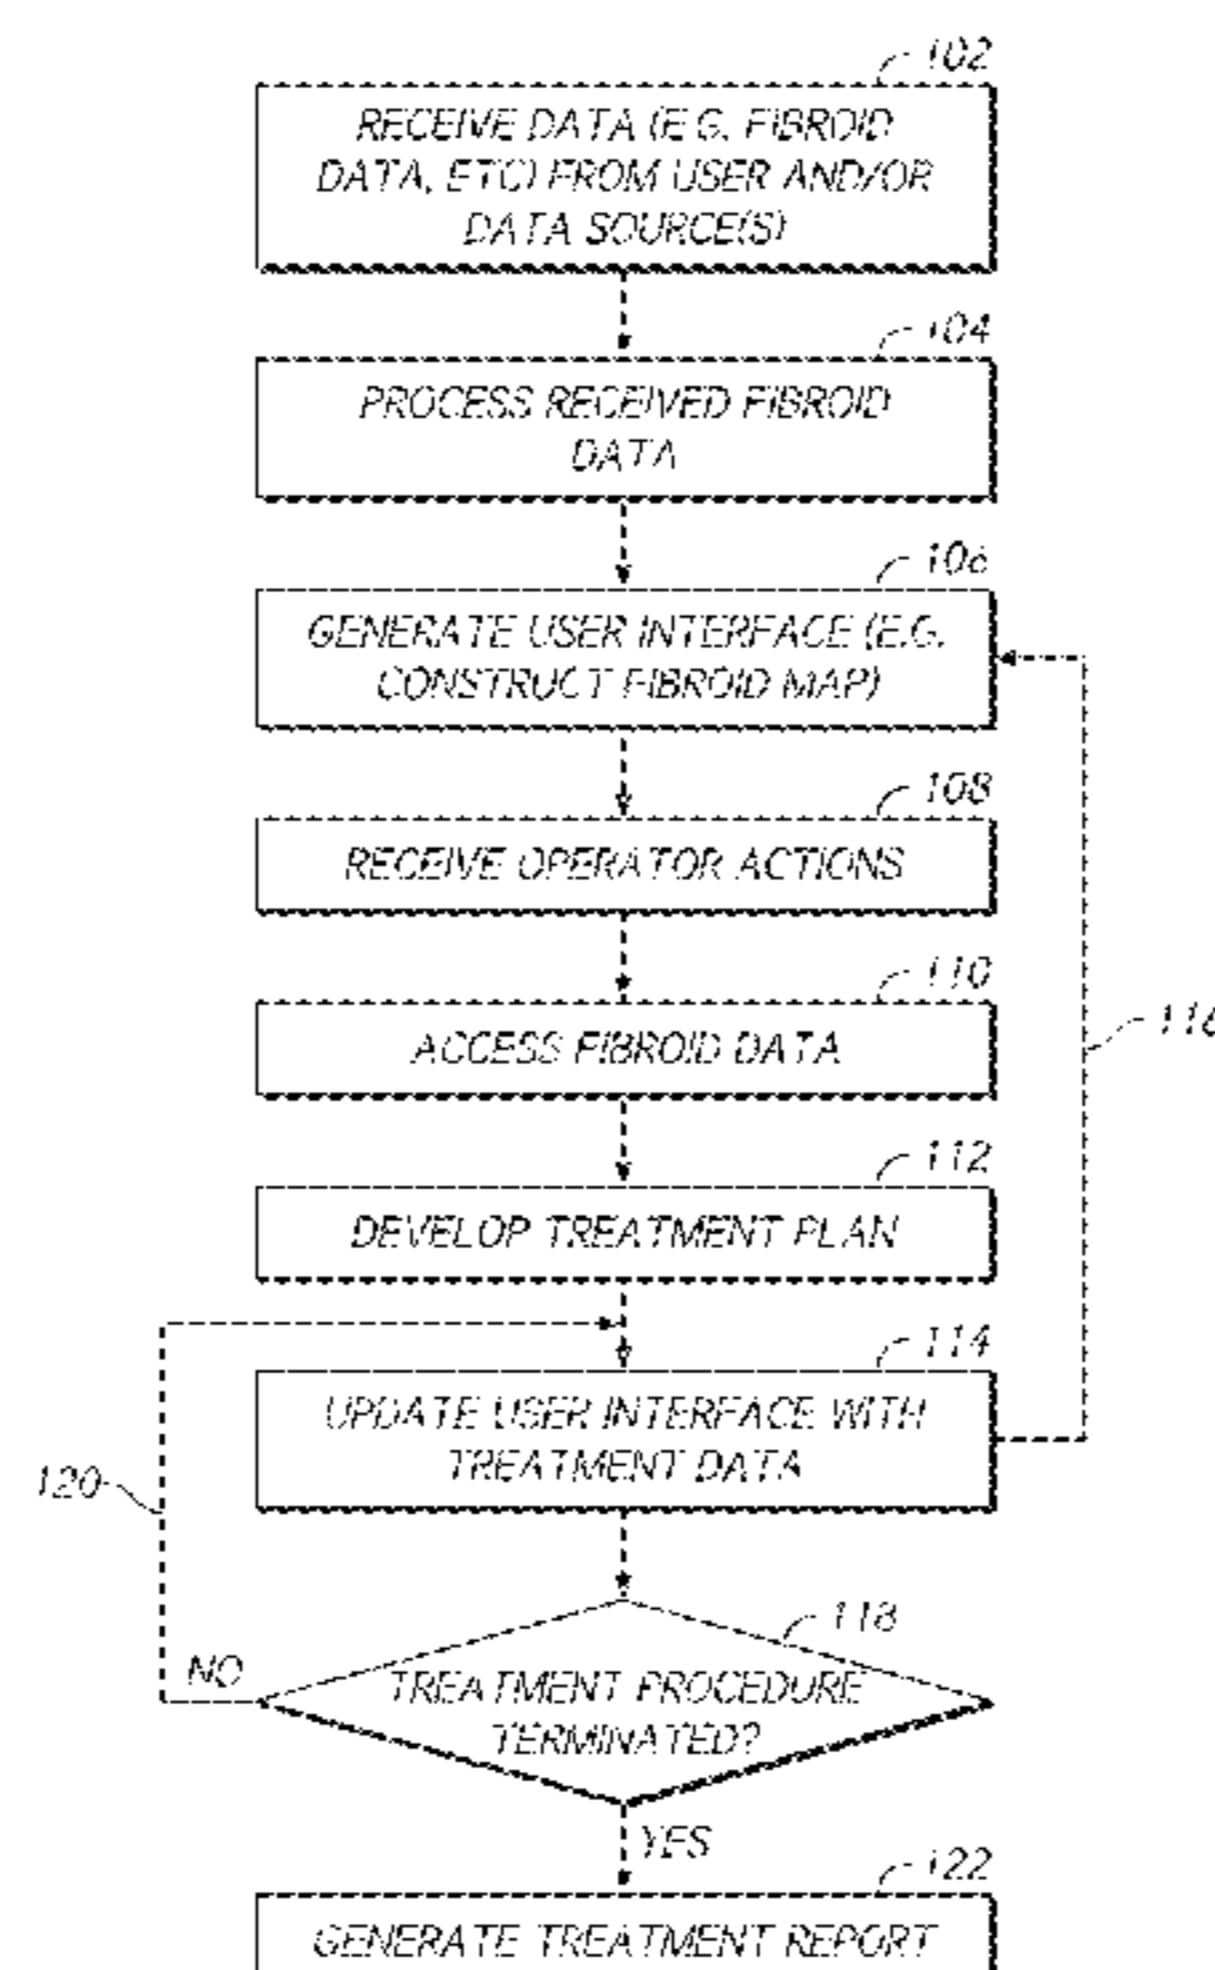 102
RECEIVE DATA (E.G. FIBROID
DATA, ETC) FROM USER AND/OR
DATA SOURCE(S)
104
PROCESS RECEIVED FIBROID
DATA
106
GENERATE USER INTERFACE (E.G.
CONSTRUCT FIBROID MAP)
108
RECEIVE OPERATOR ACTIONS
110
ACCESS FIBROID DATA
116
112
DEVELOP TREATMENT PLAN
114
UPDATE USER INTERFACE WITH
TREATMENT DATA
120
118
NO
TREATMENT PROCEDURE
TERMINATED?
YES
122
GENERATE TREATMENT REPORT